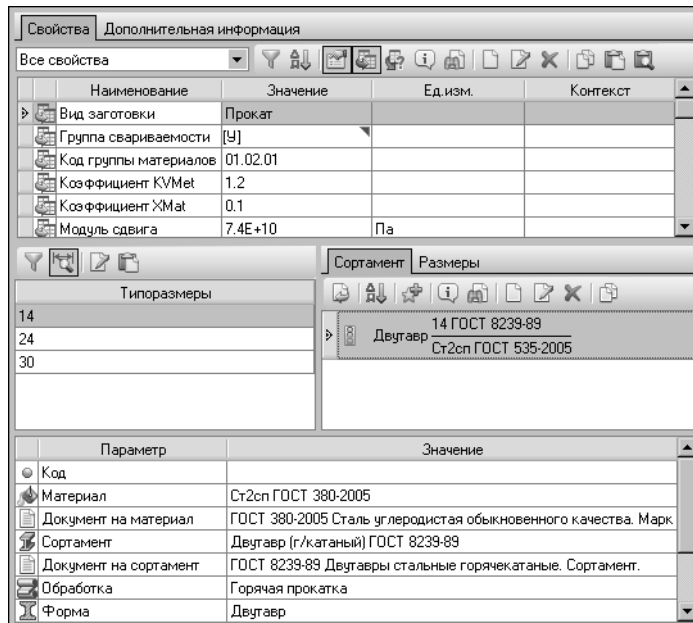 Свойства Дополнительная информация
Все свойства
Наименование Значение Ед.изм. Контекст
Вид заготовки Прокат
Группа свариваемости [У]
Код группы материалов 01.02.01
Коэффициент KVMet 1.2
Коэффициент XMat 0.1
Модуль сдвига 7.4E+10 Па
Сортамент Размеры
Типоразмеры
14
24
30
Двутавр 14 ГОСТ 8239-89
Ст2сп ГОСТ 535-2005
Параметр Значение
Код
Материал Ст2сп ГОСТ 380-2005
Документ на материал ГОСТ 380-2005 Сталь углеродистая обыкновенного качества. Марк
Сортамент Двутавр (г/катаный) ГОСТ 8239-89
Документ на сортамент ГОСТ 8239-89 Двутавры стальные горячекатаные. Сортамент.
Обработка Горячая прокатка
Форма Двутавр